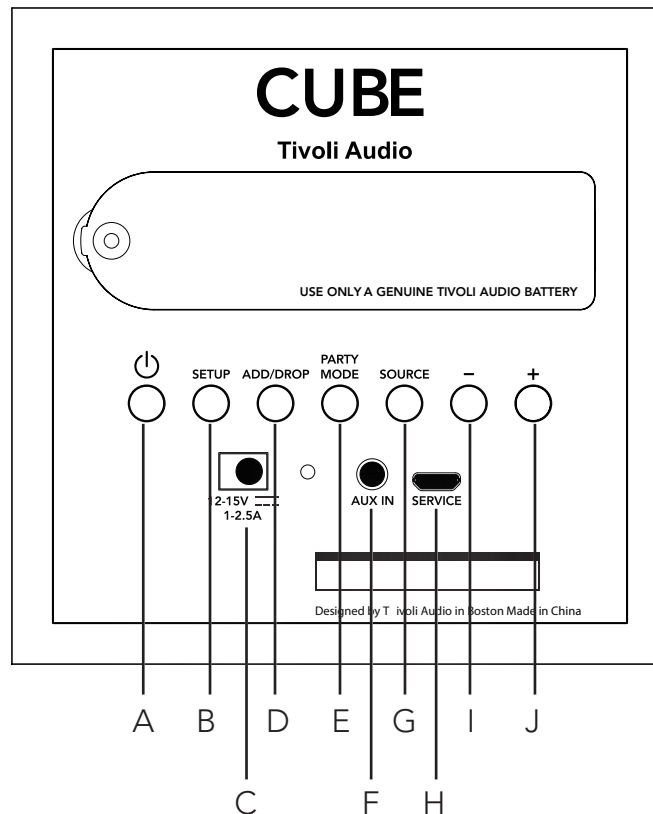 CUBE
Tivoli Audio
USE ONLY A GENUINE TIVOLI AUDIO BATTERY
PARTY
SETUP ADD/DROP MODE SOURCE − +
12-15V
AUX IN SERVICE
1-2.5A
Designed by T ivoli Audio in Boston Made in China
A B D E G I J
C F H